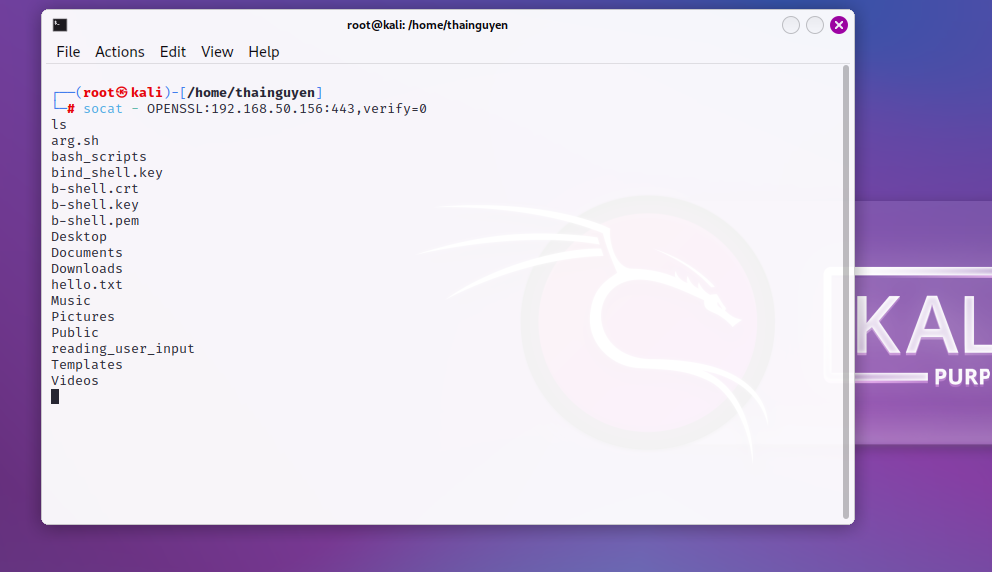 root@kali: /home/thainguyen
File Actions Edit View Help
┌──(root㉿kali)-[/home/thainguyen]
└─# socat - OPENSSL:192.168.50.156:443,verify=0
ls
arg.sh
bash_scripts
bind_shell.key
b-shell.crt
b-shell.key
b-shell.pem
Desktop
Documents
Downloads
hello.txt
Music
Pictures
Public
reading_user_input
Templates
Videos